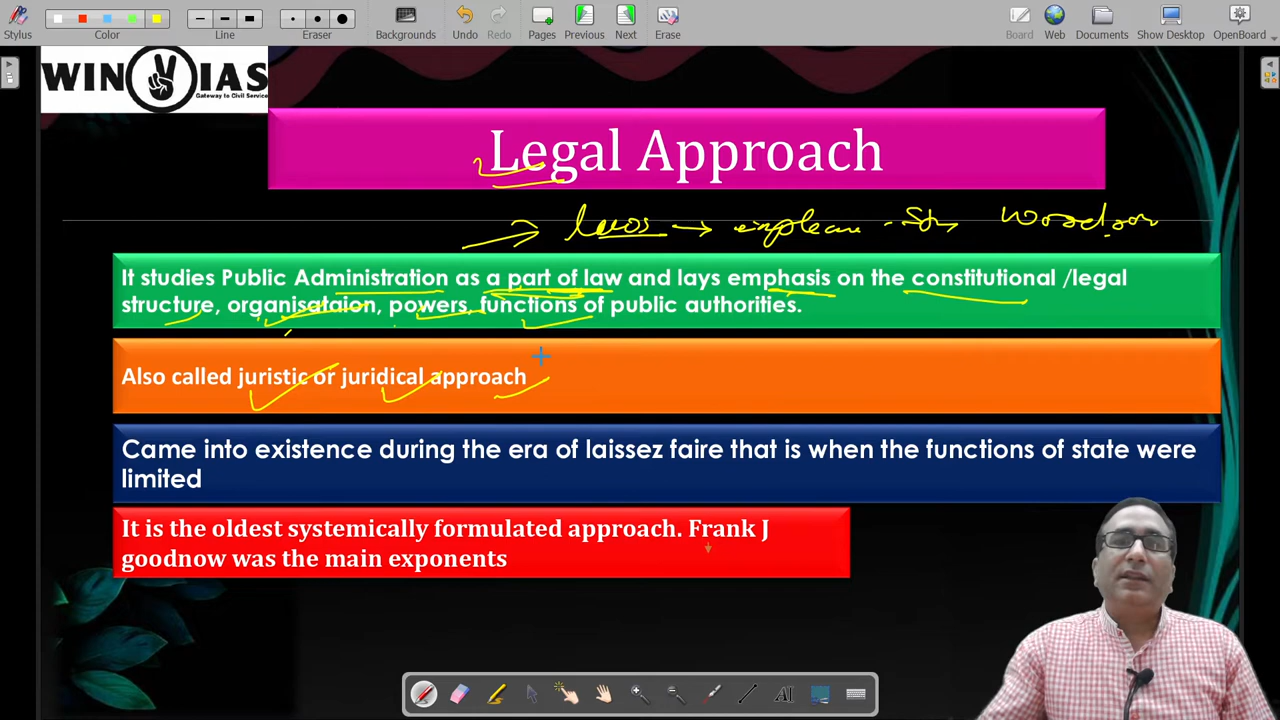 Stylus
Color
Line
Eraser
Backgrounds
Undo
Redo
Pages
Previous
Next
Erase
Board
Web
Documents
Show Desktop
OpenBoard
WIN IAS
Gateway to Civil Service
Legal Approach
laws
It studies Public Administration as a part of law and lays emphasis on the constitutional /legal
structure, organisataion, powers, functions of public authorities.
Also called juristic or juridical approach
Came into existence during the era of laissez faire that is when the functions of state were
limited
It is the oldest systemically formulated approach. Frank J
goodnow was the main exponents
AI